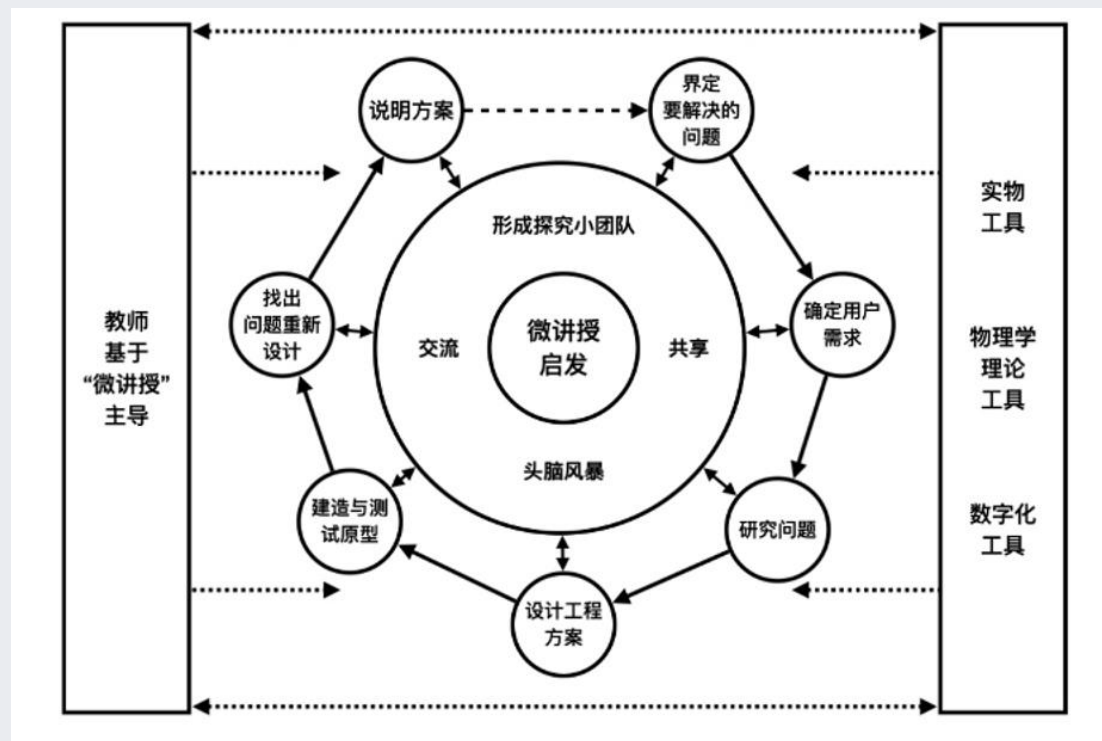 教师
基于
“微讲授”
主导
说明方案
界定
要解决的
问题
形成探究小团队
找出
问题重新
设计
交流
微讲授
启发
共享
确定用户
需求
头脑风暴
建造与测
试原型
研究问题
设计工程
方案
实物
工具
物理学
理论
工具
数字化
工具